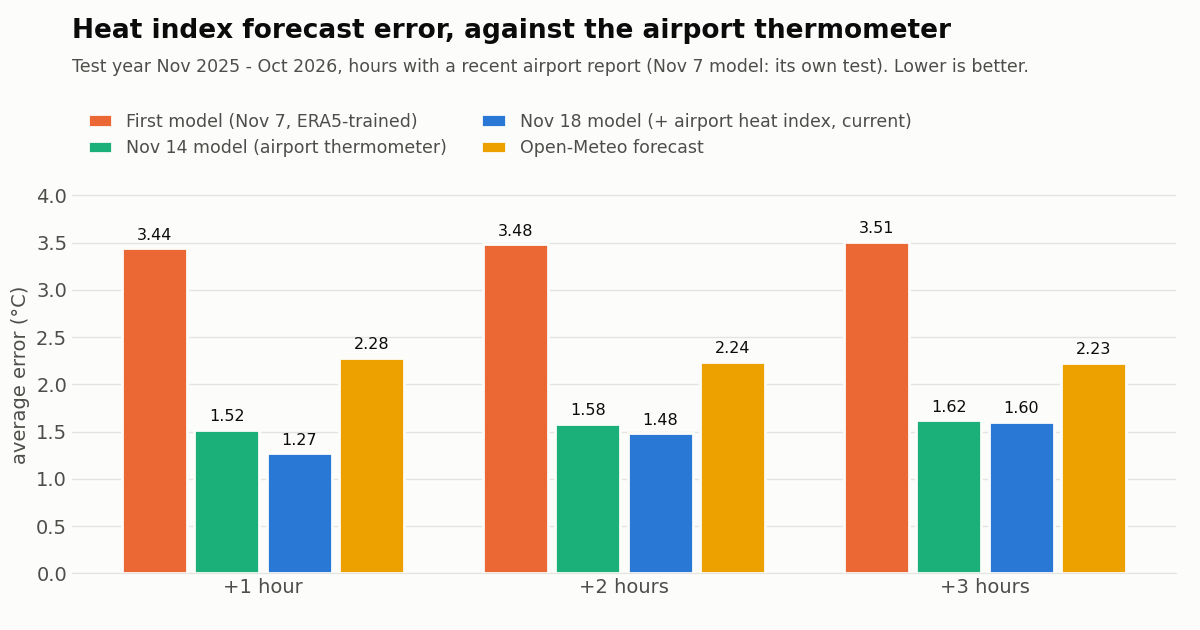 Heat index forecast error, against the airport thermometer
Test year Nov 2025 - Oct 2026, hours with a recent airport report (Nov 7 model: its own test). Lower is better.
First model (Nov 7, ERA5-trained)
Nov 14 model (airport thermometer)
Nov 18 model (+ airport heat index, current)
Open-Meteo forecast
average error (°C)
4.0
3.5
3.0
2.5
2.0
1.5
1.0
0.5
0.0
3.44
1.52
1.27
2.28
3.48
1.58
1.48
2.24
3.51
1.62
1.60
2.23
+1 hour
+2 hours
+3 hours